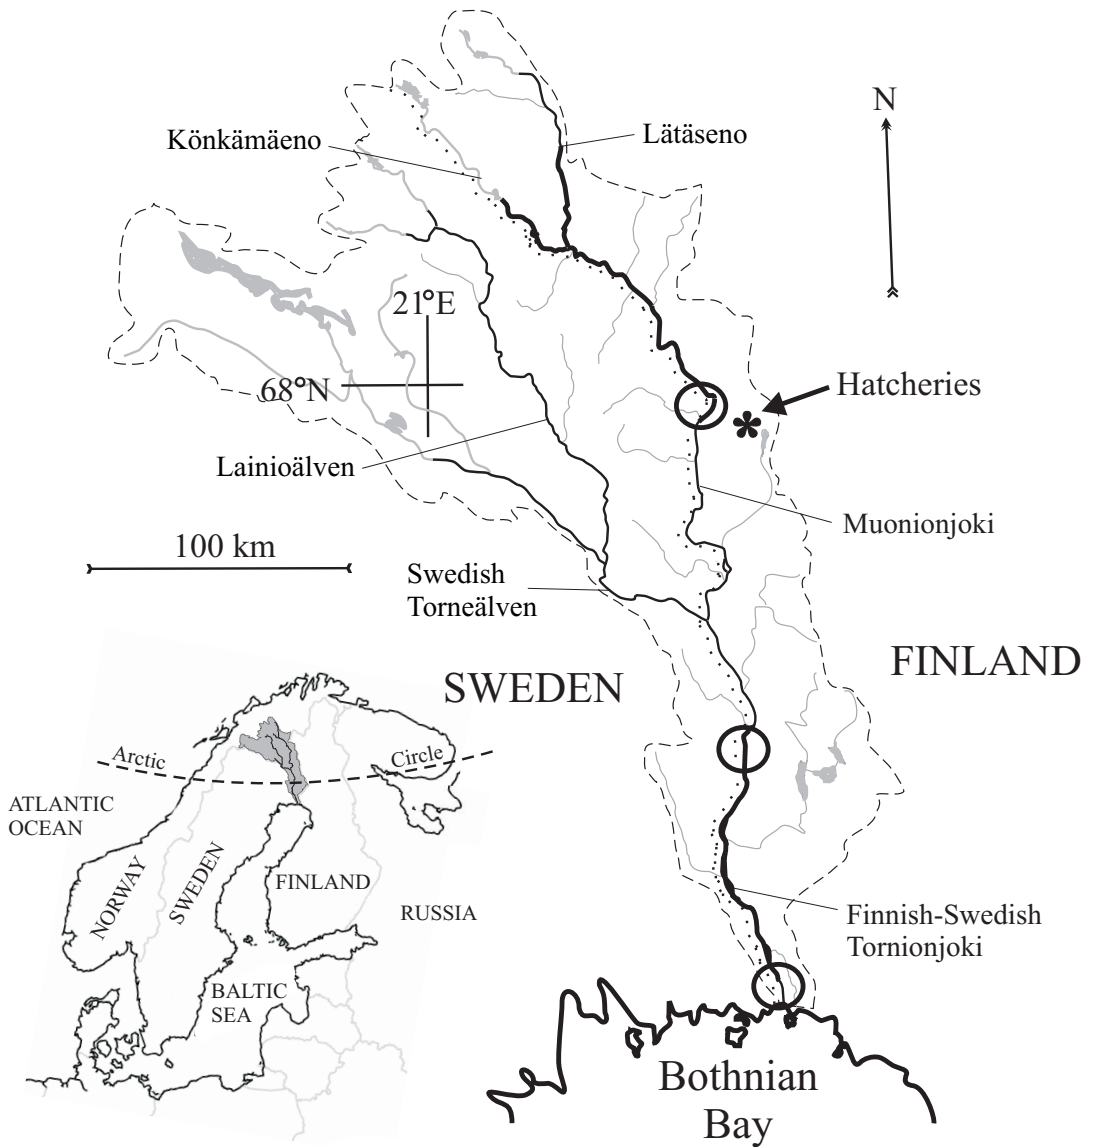 N
Könkämäeno
Lätäseno
21°E
68°N
Hatcheries
Lainioälven
Muonionjoki
100 km
Swedish
Torneälven
SWEDEN
FINLAND
Arctic
Circle
ATLANTIC
OCEAN
NORWAY
SWEDEN
FINLAND
RUSSIA
BALTIC
SEA
Finnish-Swedish
Tornionjoki
Bothnian
Bay